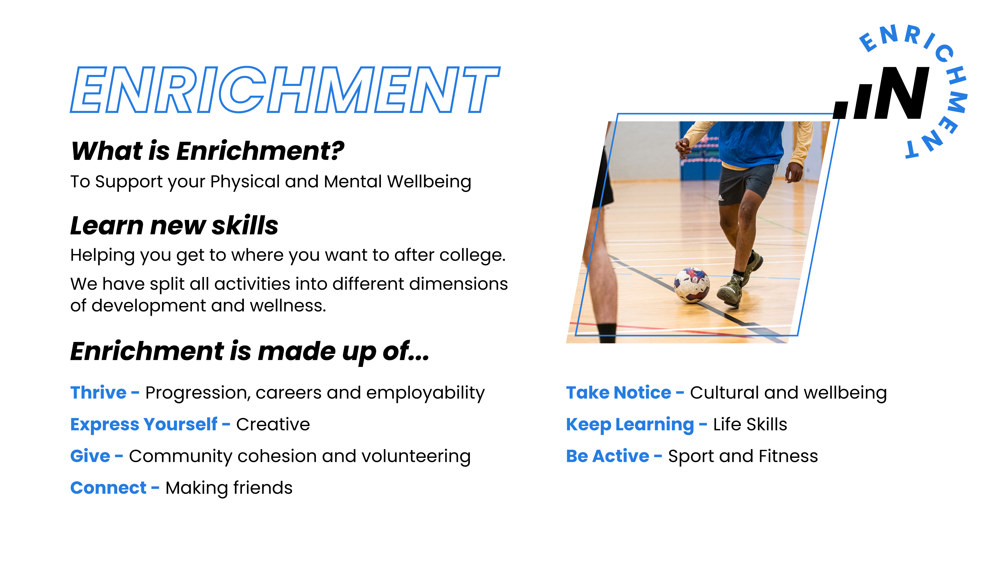 ENRICHMENT
What is Enrichment?
To Support your Physical and Mental Wellbeing
Learn new skills
Helping you get to where you want to after college.
We have split all activities into different dimensions
of development and wellness.
Enrichment is made up of...
Thrive - Progression, careers and employability
Express Yourself - Creative
Give - Community cohesion and volunteering
Connect - Making friends
ENRICHMENT
.iN
adidas
PUMA
Take Notice - Cultural and wellbeing
Keep Learning - Life Skills
Be Active - Sport and Fitness